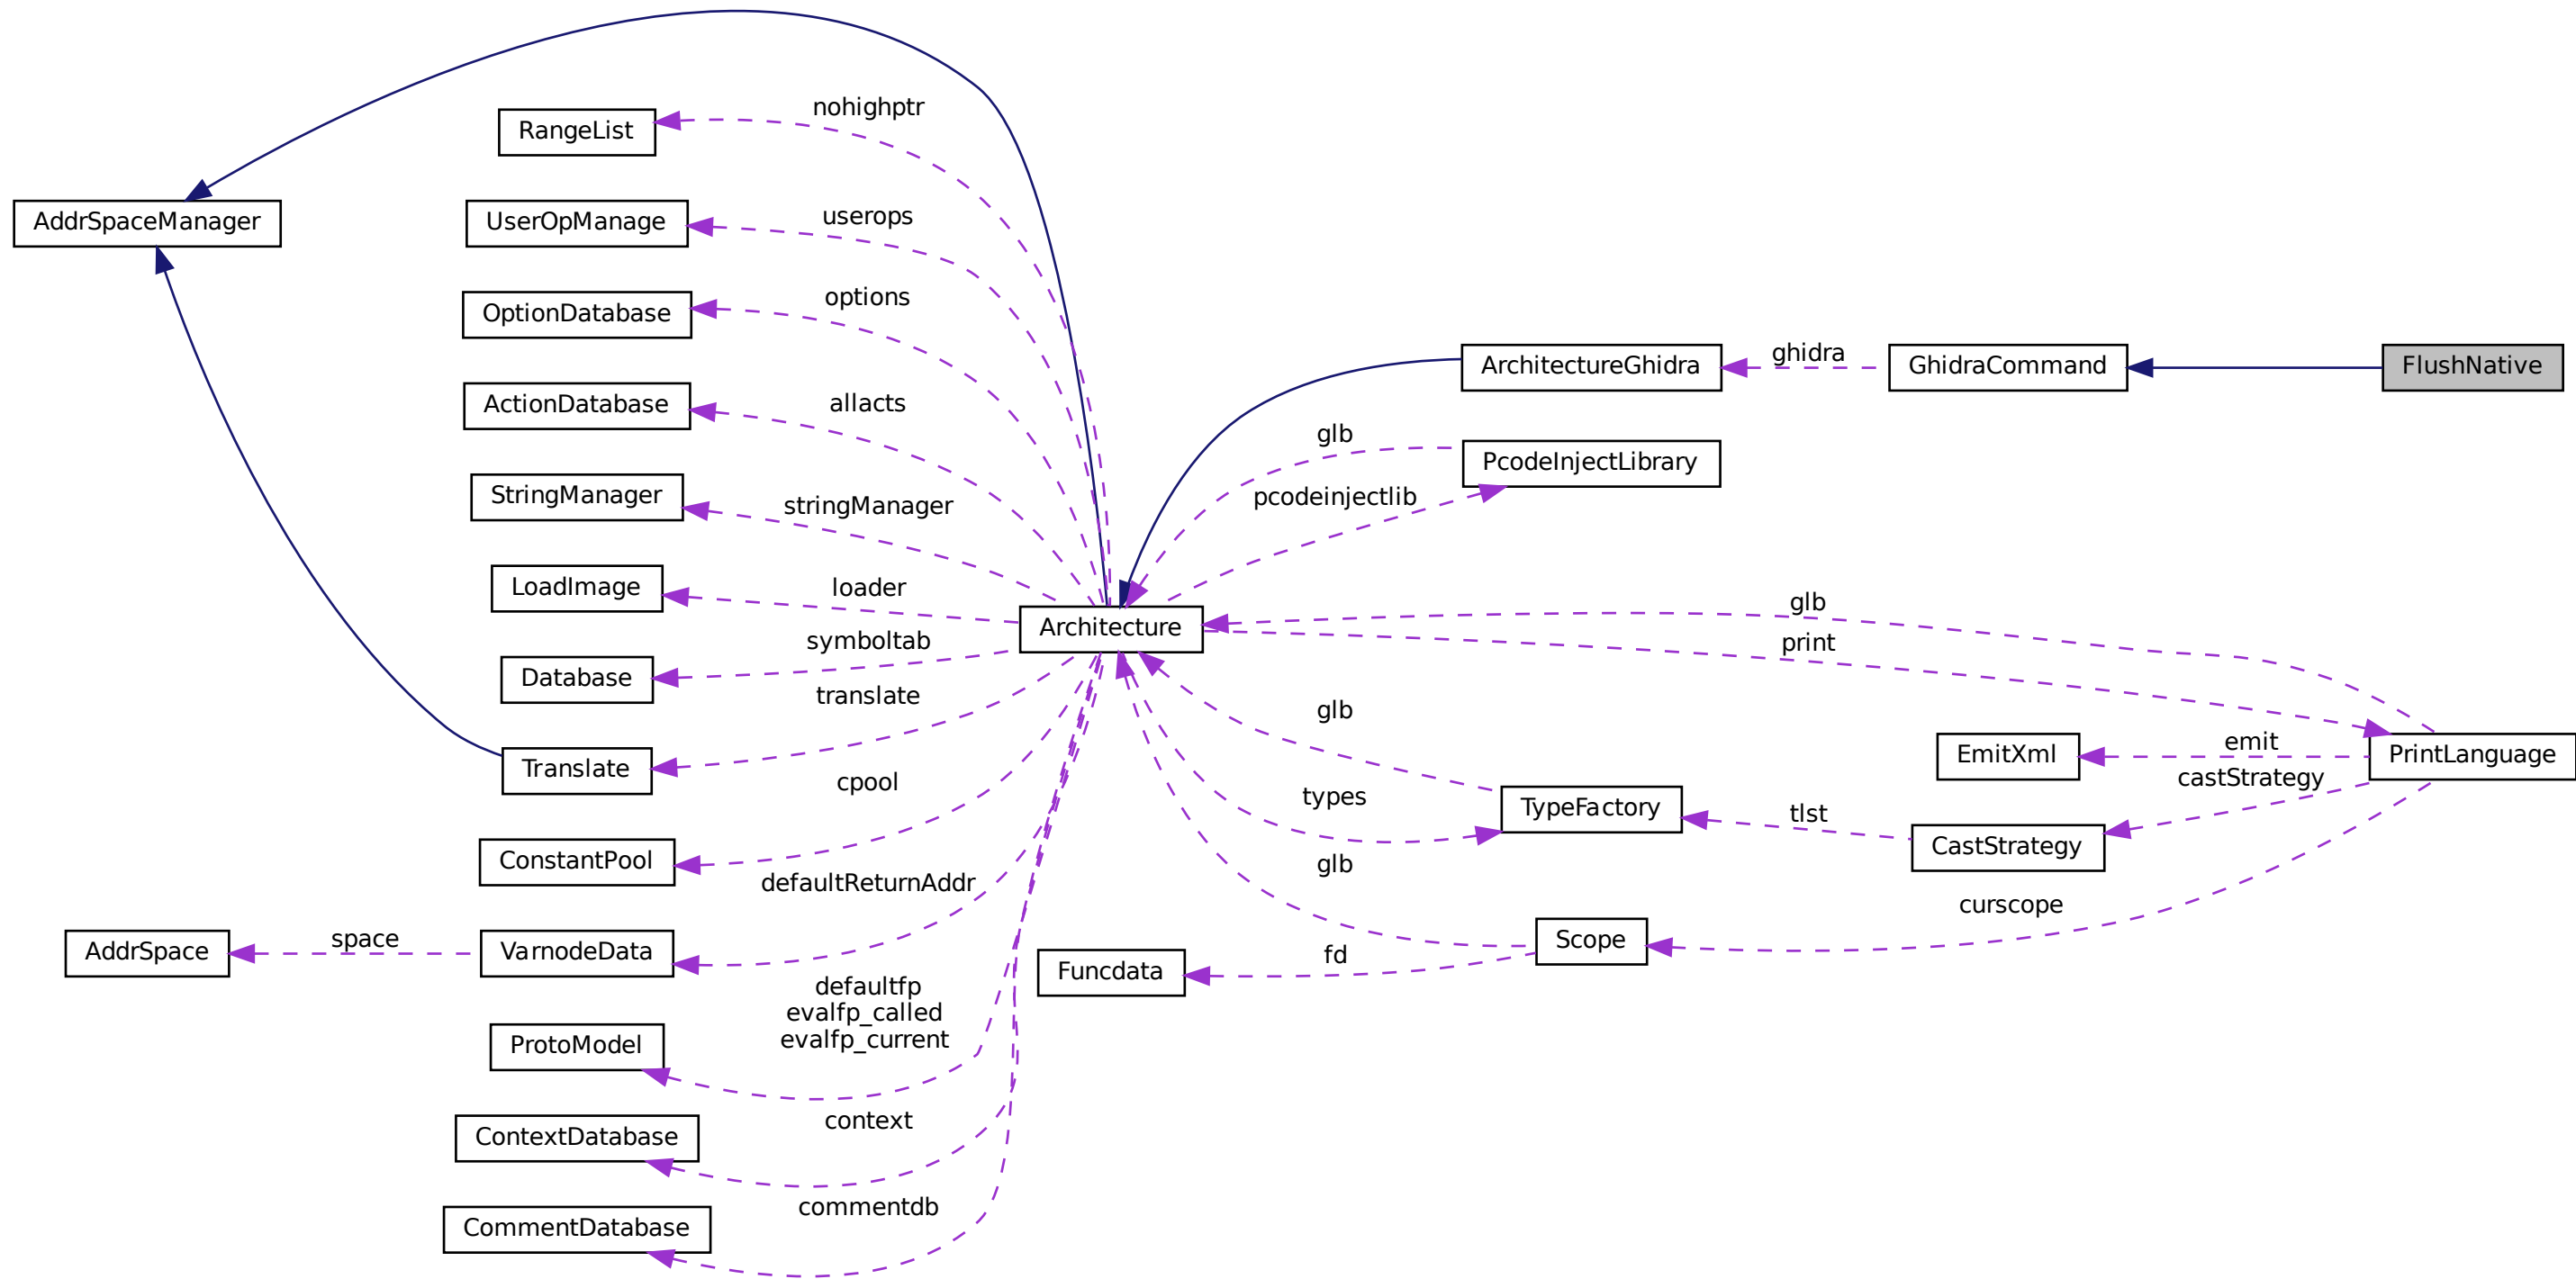 nohighptr
RangeList
AddrSpaceManager
UserOpManage
userops
options
OptionDatabase
ArchitectureGhidra
ghidra
GhidraCommand
FlushNative
allacts
ActionDatabase
glb
PcodeInjectLibrary
StringManager
stringManager
pcodeinjectlib
LoadImage
loader
Architecture
glb
symboltab
print
Database
translate
glb
Translate
emit
EmitXml
PrintLanguage
cpool
castStrategy
types
TypeFactory
tlst
CastStrategy
ConstantPool
glb
defaultReturnAddr
curscope
AddrSpace
space
VarnodeData
Scope
fd
Funcdata
defaultfp
evalfp_called
evalfp_current
ProtoModel
context
ContextDatabase
commentdb
CommentDatabase